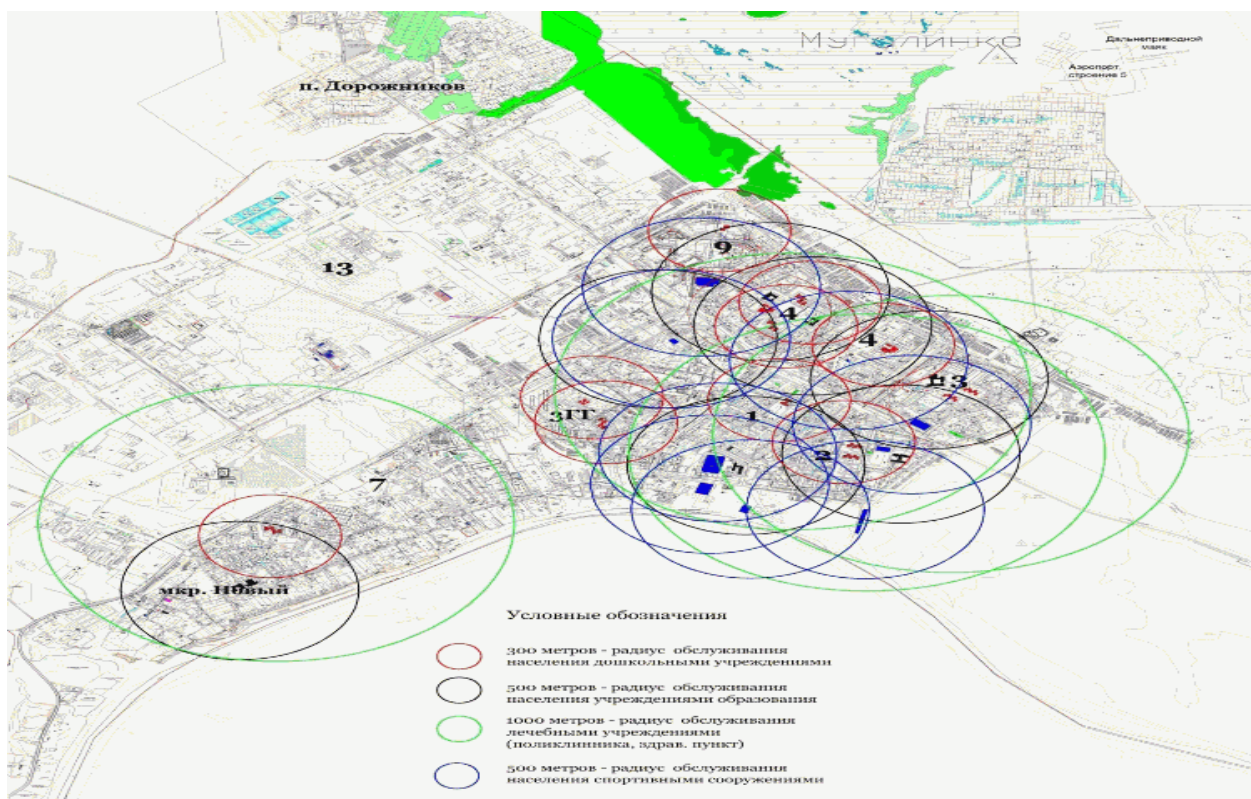 Муголинко
Дальнеприводной
маяк
Аэропорт
строение 5
п. Дорожников
9
13
4
4
3
3ГГ
1
2
7
мкр. Новый
Условные обозначения
300 метров - радиус обслуживания
населения дошкольными учреждениями
500 метров - радиус обслуживания
населения учреждениями образования
1000 метров - радиус обслуживания
лечебными учреждениями
(поликлинника, здрав. пункт)
500 метров - радиус обслуживания
населения спортивными сооружениями